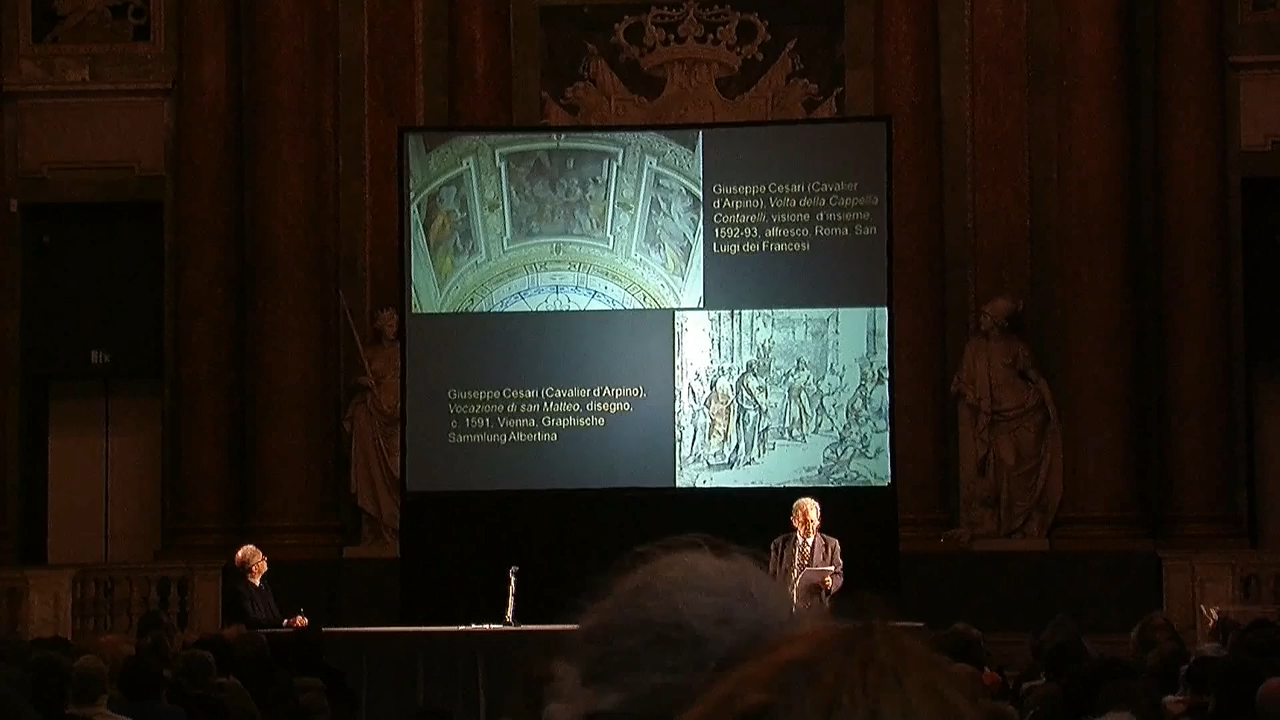 Giuseppe Cesari (Cavalier
d'Arpino), Volta della Cappella
Contarelli, visione d'insieme,
1592-93, affresco, Roma, San
Luigi dei Francesi
Giuseppe Cesari (Cavalier d'Arpino),
Vocazione di san Matteo, disegno,
c. 1591, Vienna, Graphische
Sammlung Albertina